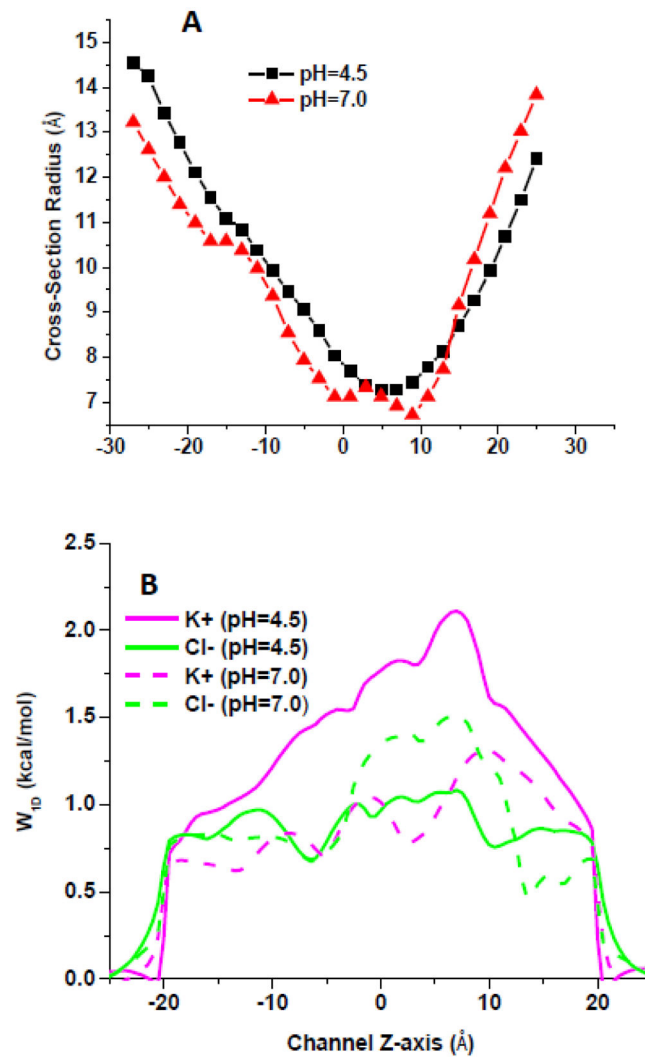 A
pH=4.5
pH=7.0
Cross-Section Radius (Å)
15
14
13
12
11
10
9
8
7
-30 -20 -10 0 10 20 30
B
K+ (pH=4.5)
Cl- (pH=4.5)
K+ (pH=7.0)
Cl- (pH=7.0)
W1D (kcal/mol)
2.5
2.0
1.5
1.0
0.5
0.0
-20 -10 0 10 20
Channel Z-axis (Å)